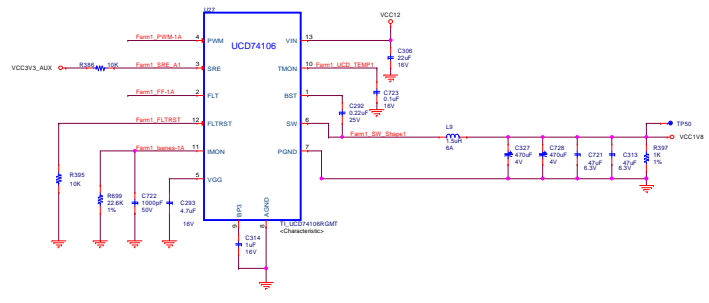 U27
VCC12
Farm1_PWM-1A
4
PWM
UCD74106
VIN
13
C306
22uF
16V
VCC3V3_AUX
R386
10K
Farm1_SRE_A1
3
SRE
TMON
10
Farm1_UCD_TEMP1
C723
0.1uF
16V
Farm1_FF-1A
2
FLT
BST
1
C292
0.22uF
25V
Farm1_FLTRST
12
FLTRST
SW
6
Farm1_SW_Shape1
L9
1.5uH
6A
TP50
VCC1V8
Farm1_Isenes-1A
11
IMON
PGND
7
C327
470uF
4V
C728
470uF
4V
C721
47uF
6.3V
C313
47uF
6.3V
R397
1K
1%
R395
10K
R699
22.6K
1%
C722
1000pF
50V
5
VGG
C293
4.7uF
16V
BP3
AGND
9
8
TI_UCD74106RGMT
<Characteristic>
C314
1uF
16V